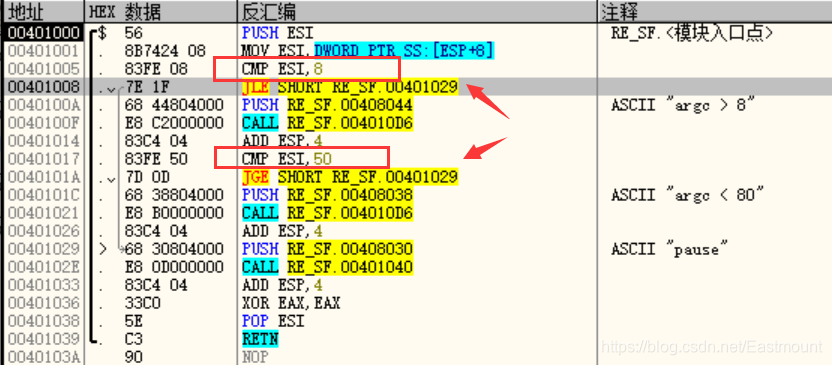 地址 HEX 数据 反汇编 注释
00401000 $ 56 PUSH ESI RE_SF.<模块入口点>
00401001 . 8B7424 08 MOV ESI,DWORD PTR SS:[ESP+8]
00401005 . 83FE 08 CMP ESI,8
00401008 . 7E 1F JLE SHORT RE_SF.00401029
0040100A . 68 44804000 PUSH RE_SF.00408044 ASCII "argc > 8"
0040100F . E8 C2000000 CALL RE_SF.004010D6
00401014 . 83C4 04 ADD ESP,4
00401017 . 83FE 50 CMP ESI,50
0040101A . 7D 0D JGE SHORT RE_SF.00401029
0040101C . 68 38804000 PUSH RE_SF.00408038 ASCII "argc < 80"
00401021 . E8 B0000000 CALL RE_SF.004010D6
00401026 . 83C4 04 ADD ESP,4
00401029 > 68 30804000 PUSH RE_SF.00408030 ASCII "pause"
0040102E . E8 0D000000 CALL RE_SF.00401040
00401033 . 83C4 04 ADD ESP,4
00401036 . 33C0 XOR EAX,EAX
00401038 . 5E POP ESI
00401039 . C3 RETN
0040103A 90 NOP
https://blog.csdn.net/Eastmount